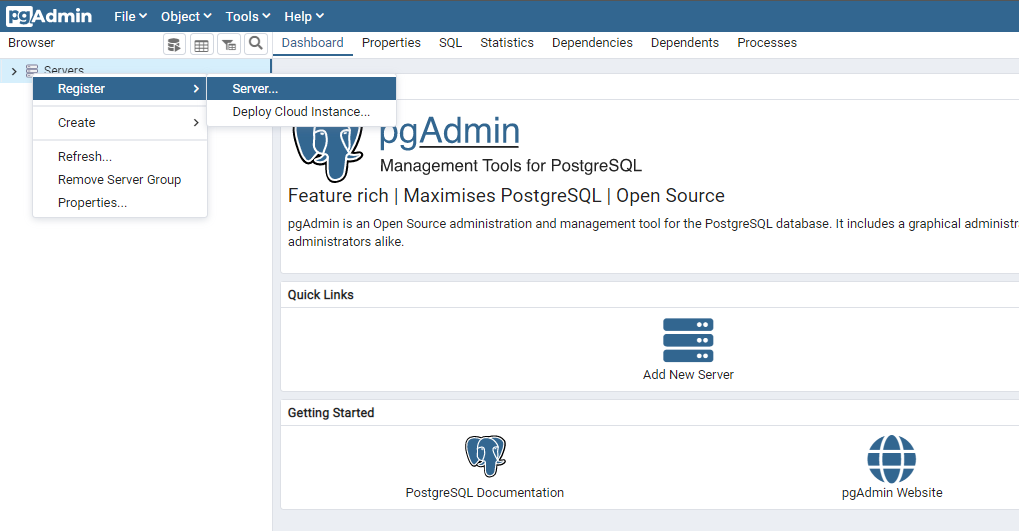 pgAdmin
File Object Tools Help
Browser
Dashboard Properties SQL Statistics Dependencies Dependents Processes
Servers
Register
Server...
Deploy Cloud Instance...
Create
Refresh...
Remove Server Group
Properties...
pgAdmin
Management Tools for PostgreSQL
Feature rich | Maximises PostgreSQL | Open Source
pgAdmin is an Open Source administration and management tool for the PostgreSQL database. It includes a graphical administr
administrators alike.
Quick Links
Add New Server
Getting Started
PostgreSQL Documentation
pgAdmin Website